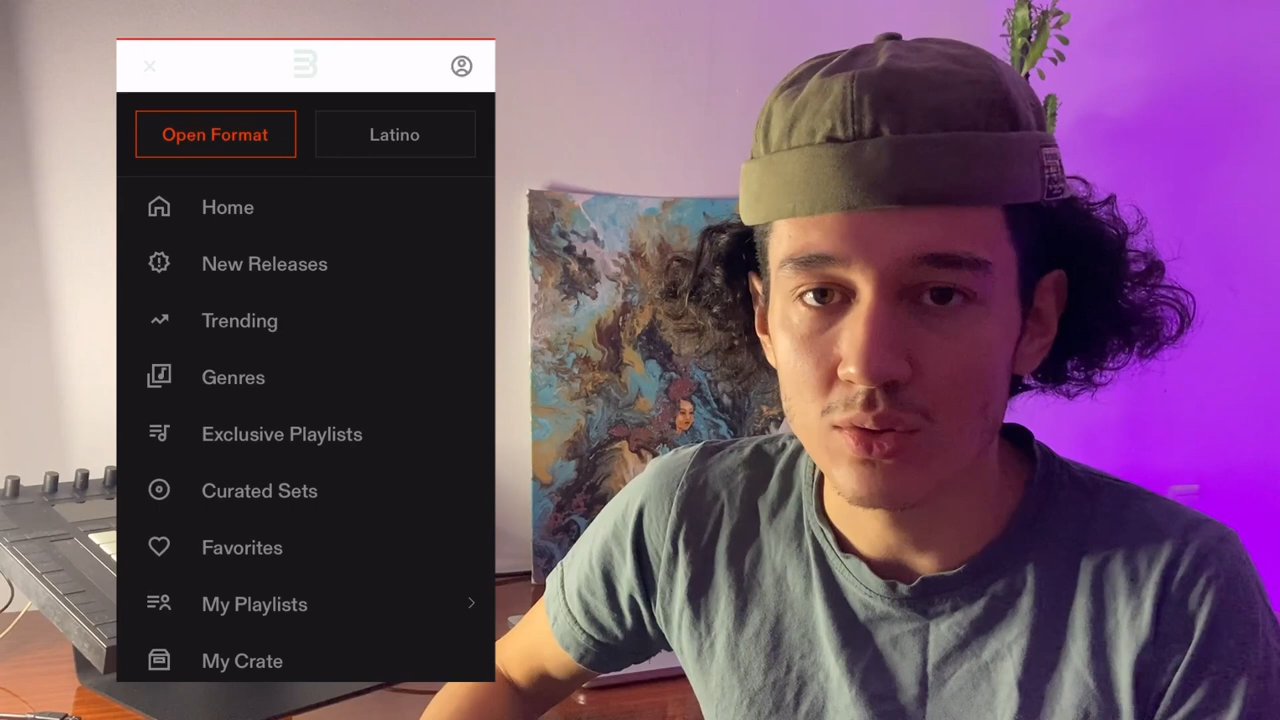 Open Format
Latino
Home
New Releases
Trending
Genres
Exclusive Playlists
Curated Sets
Favorites
My Playlists
My Crate